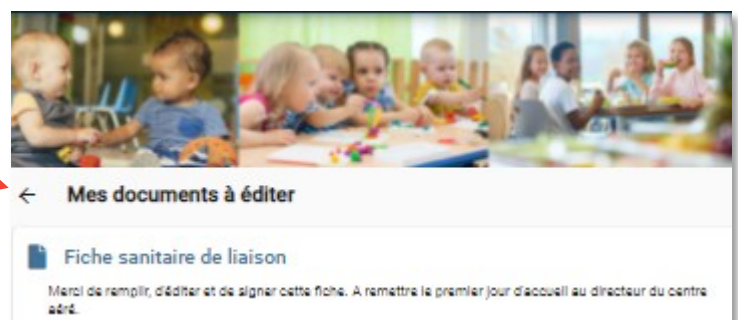 Mes documents à éditer
Fiche sanitaire de liaison
Merci de remplir, d'éditer et de signer cette fiche. A remettre le premier jour d'accueil au directeur du centre
aéré.